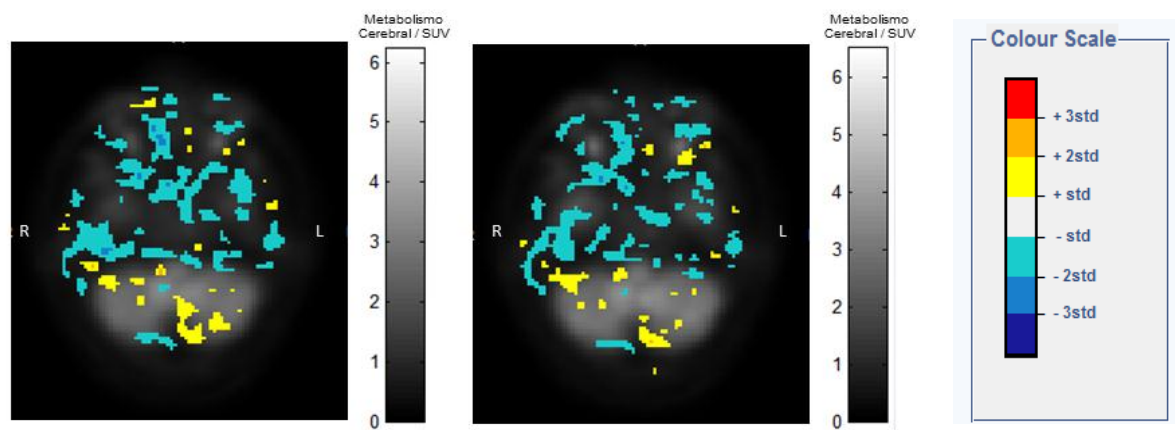 Metabolismo
Cerebral / SUV
6
5
4
3
2
1
0
R
L
Metabolismo
Cerebral / SUV
6
5
4
3
2
1
0
R
L
Colour Scale
+ 3std
+ 2std
+ std
- std
- 2std
- 3std